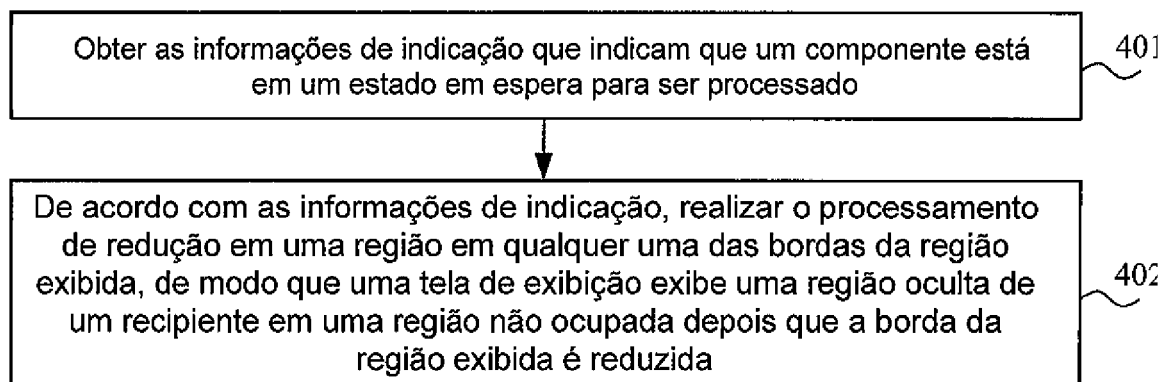 Obter as informações de indicação que indicam que um componente está
em um estado em espera para ser processado
401
De acordo com as informações de indicação, realizar o processamento
de redução em uma região em qualquer uma das bordas da região
exibida, de modo que uma tela de exibição exibe uma região oculta de
um recipiente em uma região não ocupada depois que a borda da
região exibida é reduzida
402